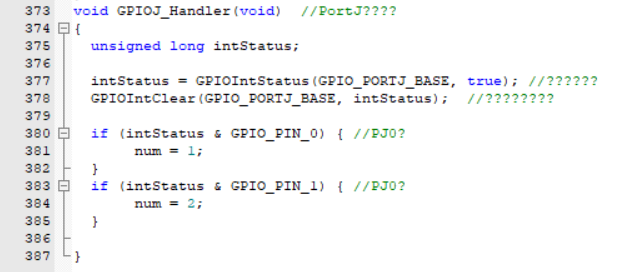 373 void GPIOJ_Handler(void)  //PortJ????
374 {
375   unsigned long intStatus;
376
377   intStatus = GPIOIntStatus(GPIO_PORTJ_BASE, true); //??????
378   GPIOIntClear(GPIO_PORTJ_BASE, intStatus);  //????????
379
380   if (intStatus & GPIO_PIN_0) { //PJ0?
381        num = 1;
382   }
383   if (intStatus & GPIO_PIN_1) { //PJ0?
384        num = 2;
385   }
386
387 }